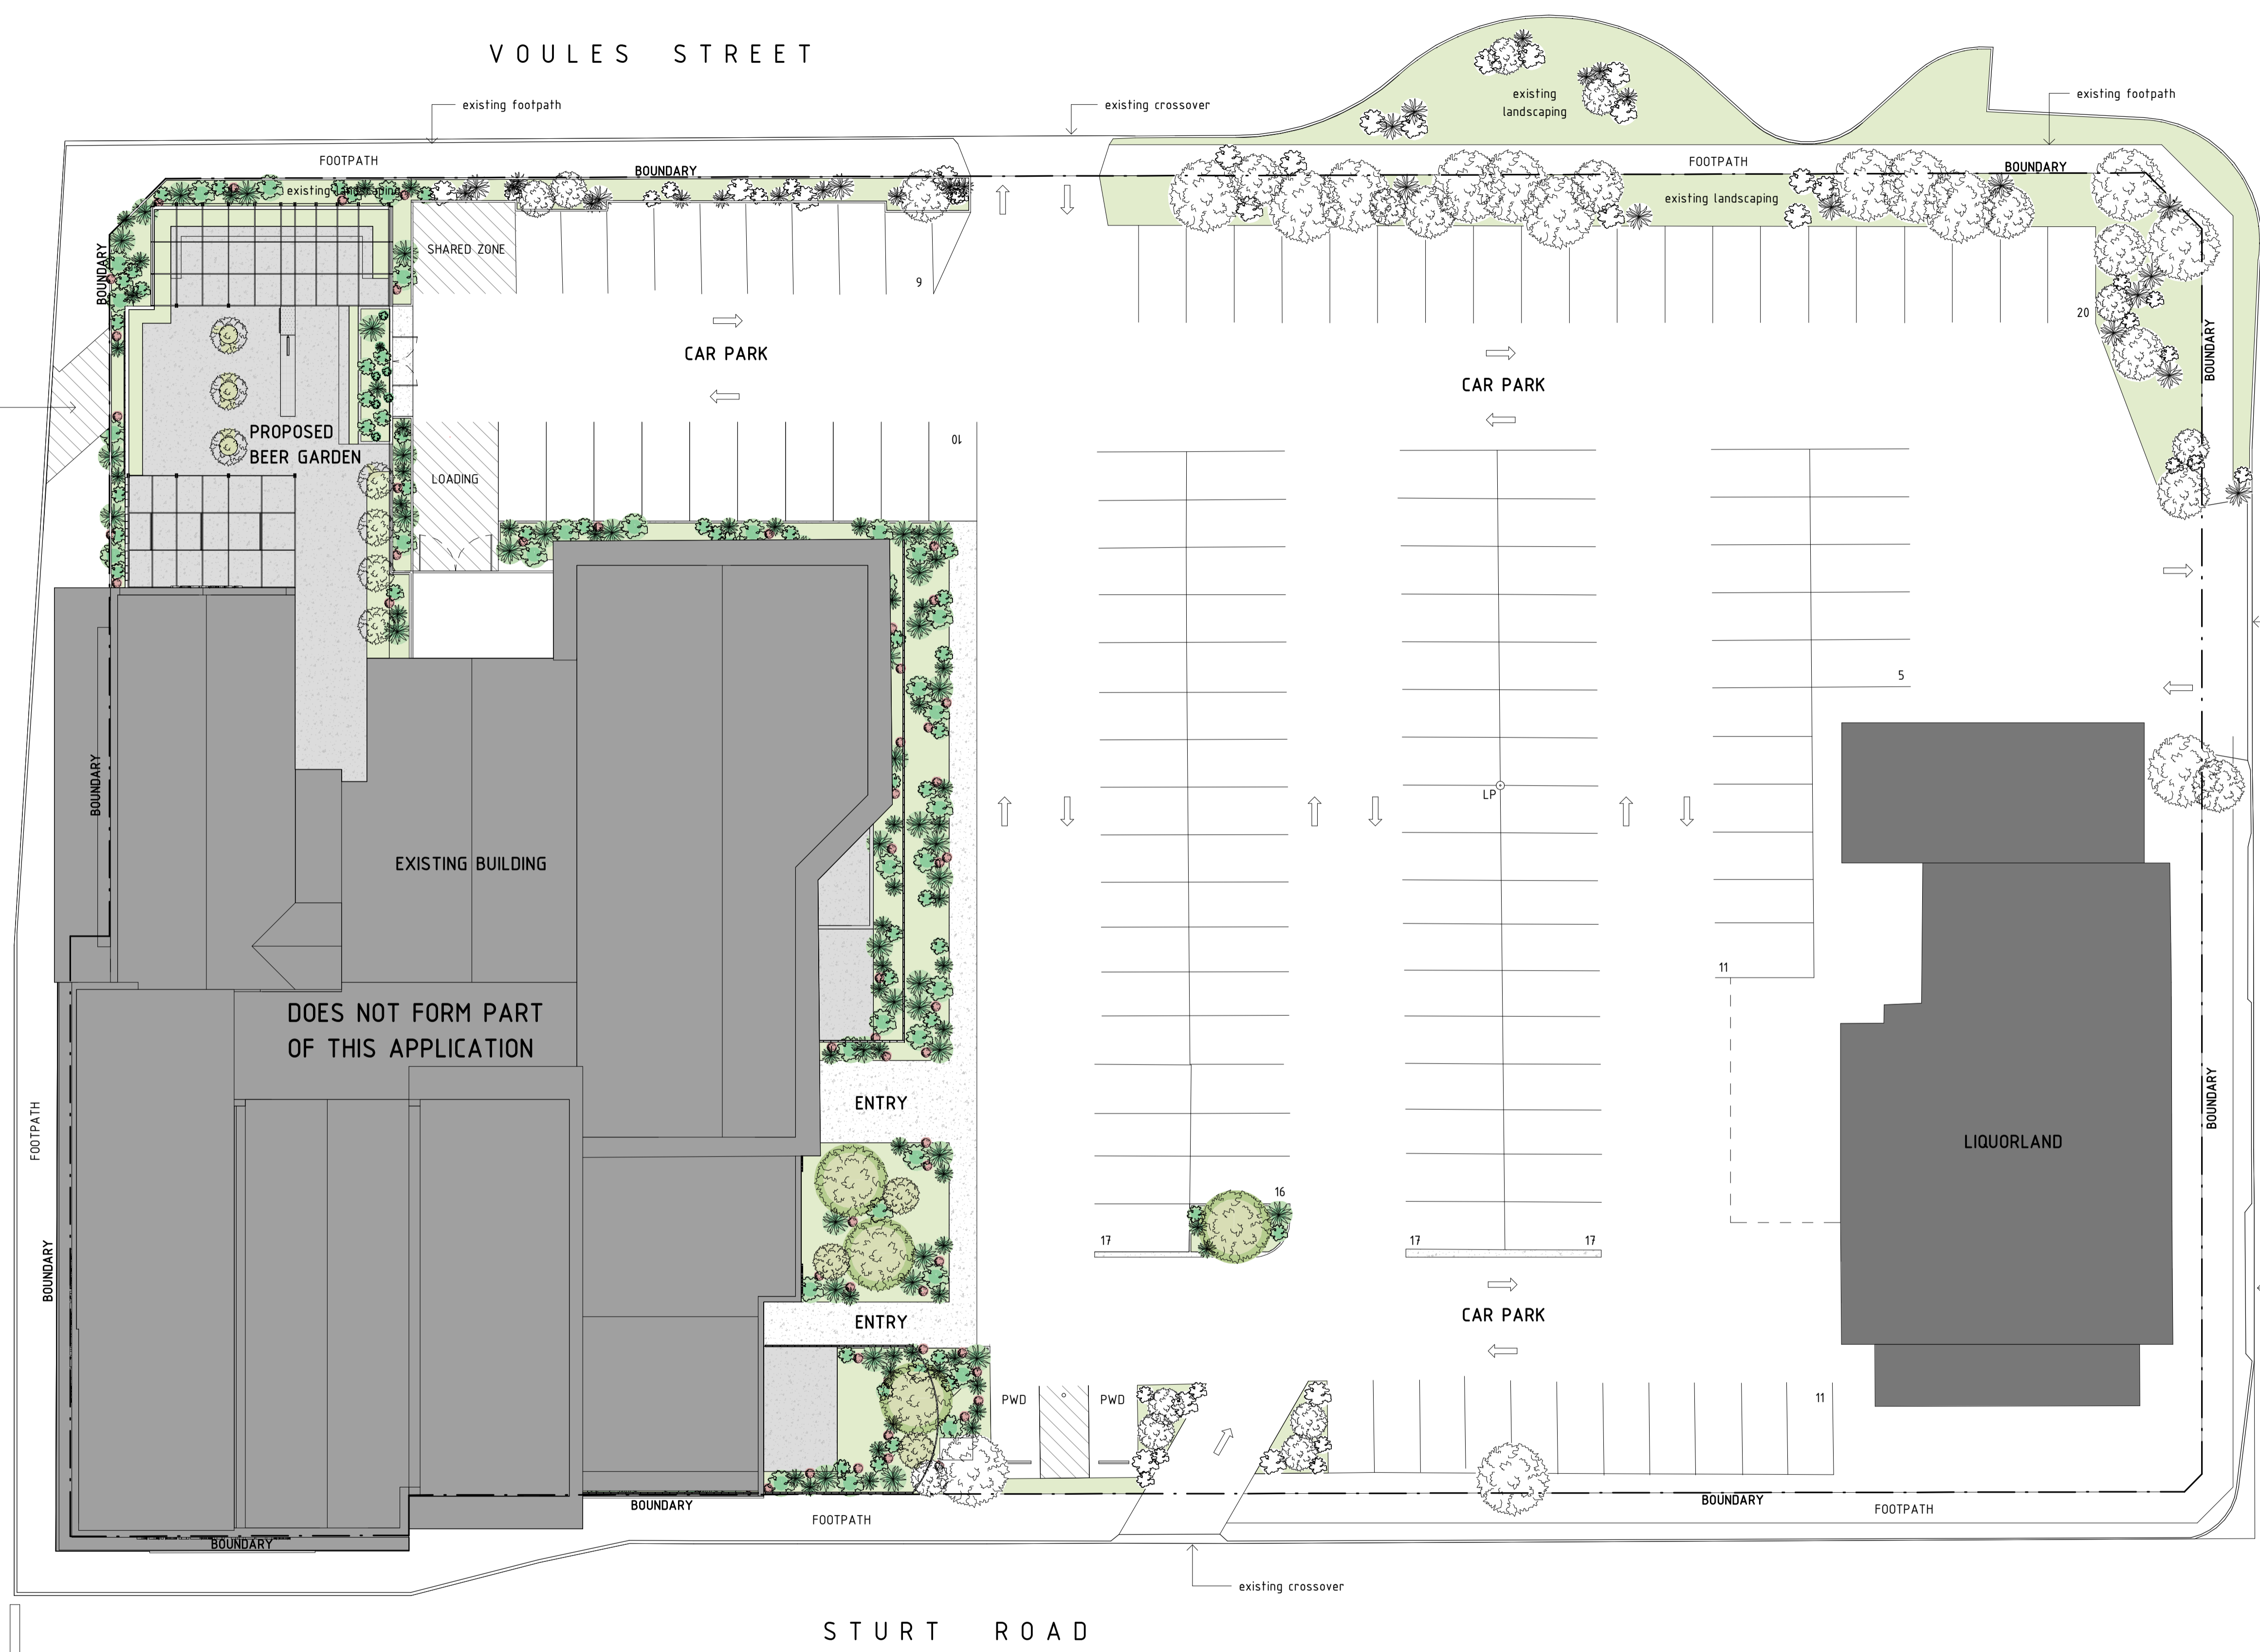 VOULES STREET
existing footpath
existing crossover
existing
landscaping
existing footpath
FOOTPATH
BOUNDARY
FOOTPATH
BOUNDARY
existing landscaping
existing landscaping
BOUNDARY
SHARED ZONE
9
20
CAR PARK
CAR PARK
BOUNDARY
PROPOSED
BEER GARDEN
10
LOADING
5
BOUNDARY
LP
EXISTING BUILDING
11
DOES NOT FORM PART
OF THIS APPLICATION
FOOTPATH
ENTRY
BOUNDARY
LIQUORLAND
16
17
17
17
BOUNDARY
ENTRY
CAR PARK
PWD
PWD
11
BOUNDARY
BOUNDARY
FOOTPATH
FOOTPATH
BOUNDARY
existing crossover
STURT ROAD